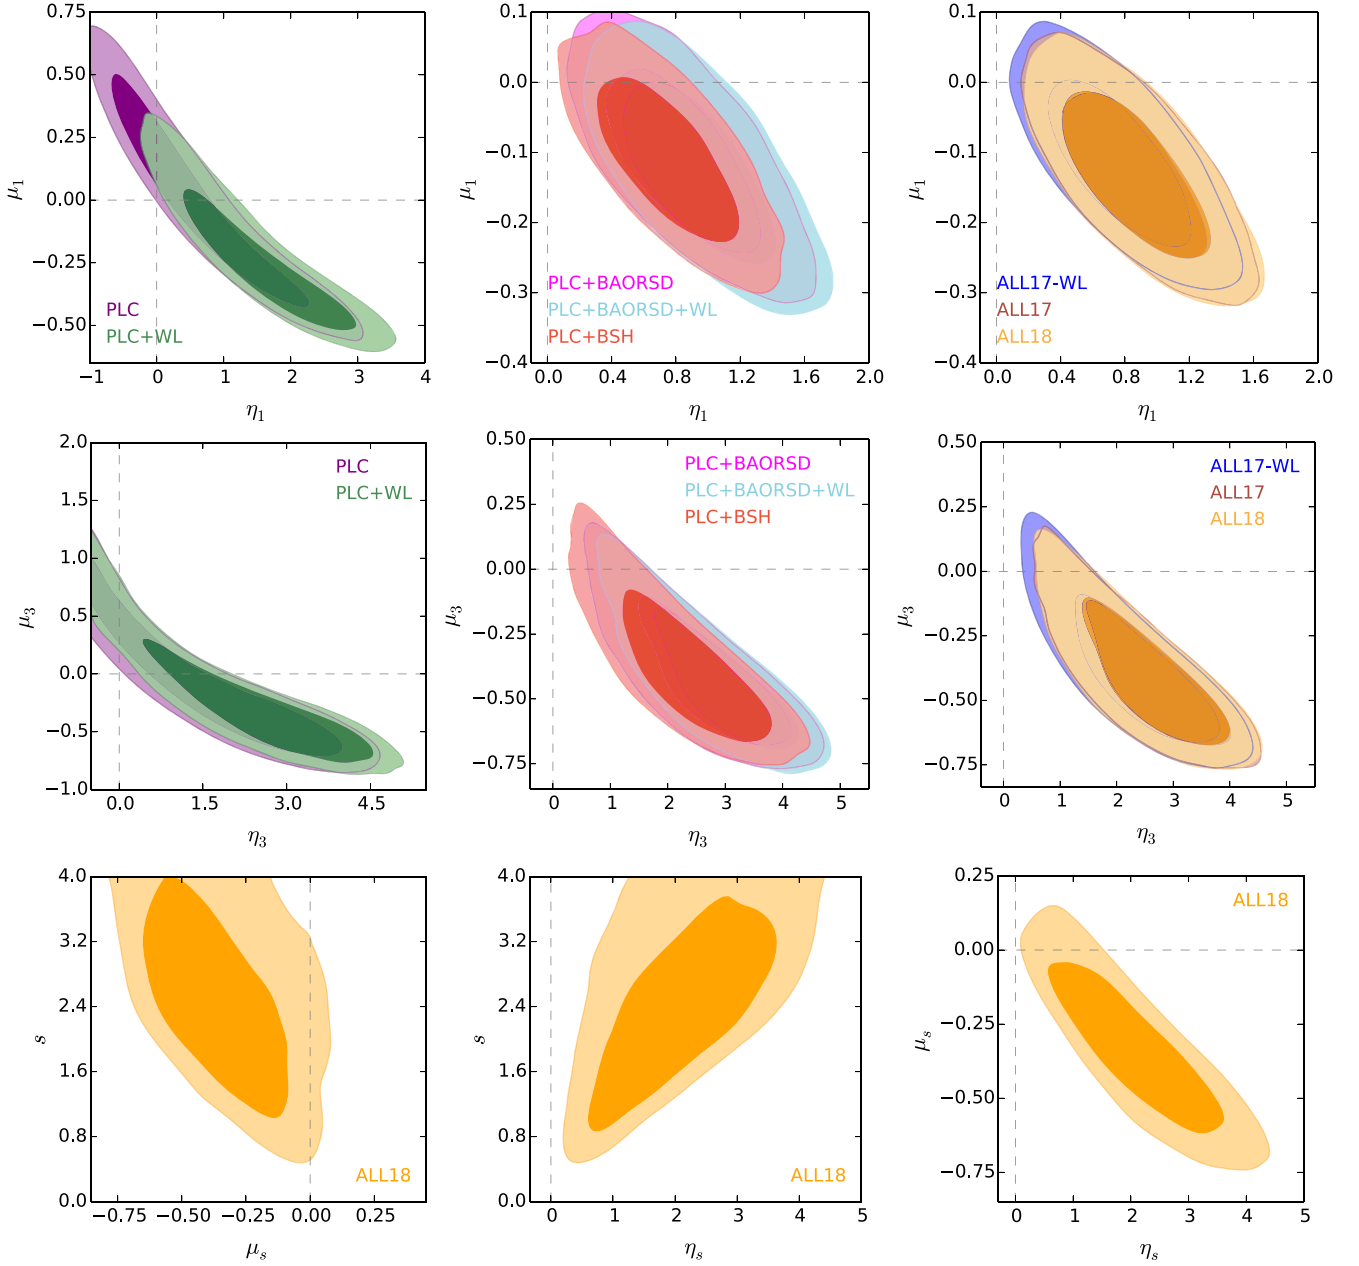 0.75
0.50
0.25
0.00
−0.25
−0.50
μ1
PLC
PLC+WL
−1 0 1 2 3 4
η1
0.1
0.0
−0.1
−0.2
−0.3
−0.4
μ1
PLC+BAORSD
PLC+BAORSD+WL
PLC+BSH
0.0 0.4 0.8 1.2 1.6 2.0
η1
0.1
0.0
−0.1
−0.2
−0.3
−0.4
μ1
ALL17-WL
ALL17
ALL18
0.0 0.4 0.8 1.2 1.6 2.0
η1
2.0
1.5
1.0
0.5
0.0
−0.5
−1.0
μ3
PLC
PLC+WL
0.0 1.5 3.0 4.5
η3
0.50
0.25
0.00
−0.25
−0.50
−0.75
μ3
PLC+BAORSD
PLC+BAORSD+WL
PLC+BSH
0 1 2 3 4 5
η3
0.50
0.25
0.00
−0.25
−0.50
−0.75
μ3
ALL17-WL
ALL17
ALL18
0 1 2 3 4 5
η3
4.0
3.2
2.4
1.6
0.8
0.0
s
ALL18
−0.75 −0.50 −0.25 0.00 0.25
μs
4.0
3.2
2.4
1.6
0.8
0.0
s
ALL18
0 1 2 3 4 5
ηs
0.25
0.00
−0.25
−0.50
−0.75
μs
ALL18
0 1 2 3 4 5
ηs